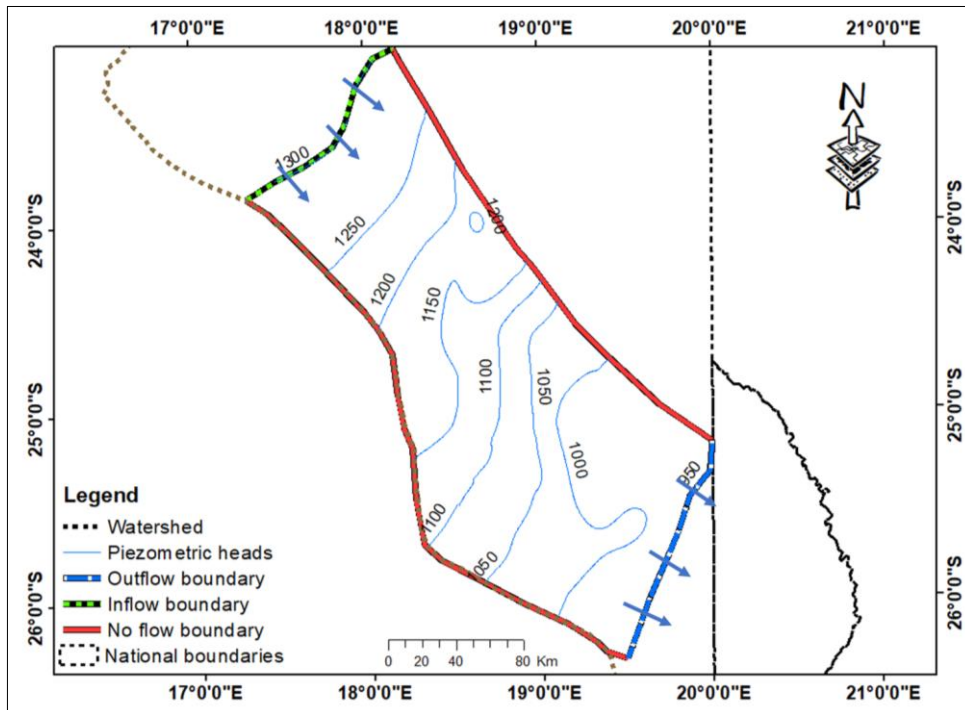 17°0'0"E 18°0'0"E 19°0'0"E 20°0'0"E 21°0'0"E
N
1300
24°0'0"S 1250 1200 24°0'0"S
1200
1150
1100
1050
25°0'0"S 25°0'0"S
1000
950
Legend
Watershed
1100
Piezometric heads
1050
Outflow boundary
Inflow boundary
26°0'0"S 26°0'0"S
No flow boundary
National boundaries
0 20 40 80 Km
17°0'0"E 18°0'0"E 19°0'0"E 20°0'0"E 21°0'0"E